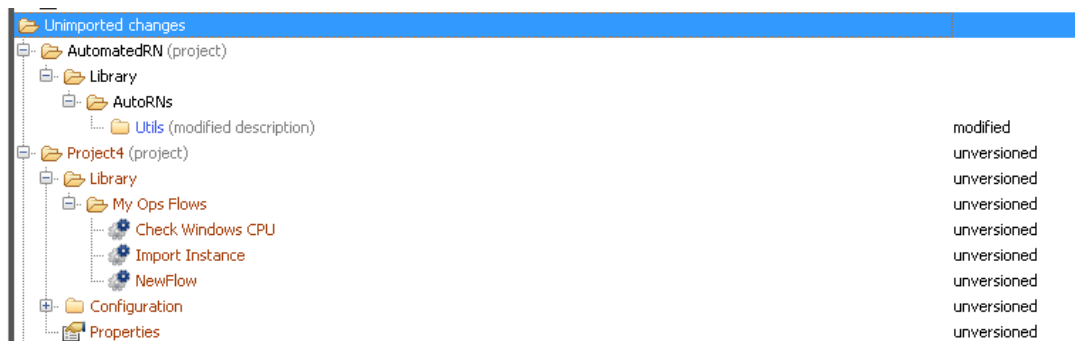 Unimported changes
AutomatedRN (project)
Library
AutoRNs
Utils (modified description) modified
Project4 (project) unversioned
Library unversioned
My Ops Flows unversioned
Check Windows CPU unversioned
Import Instance unversioned
NewFlow unversioned
Configuration unversioned
Properties unversioned